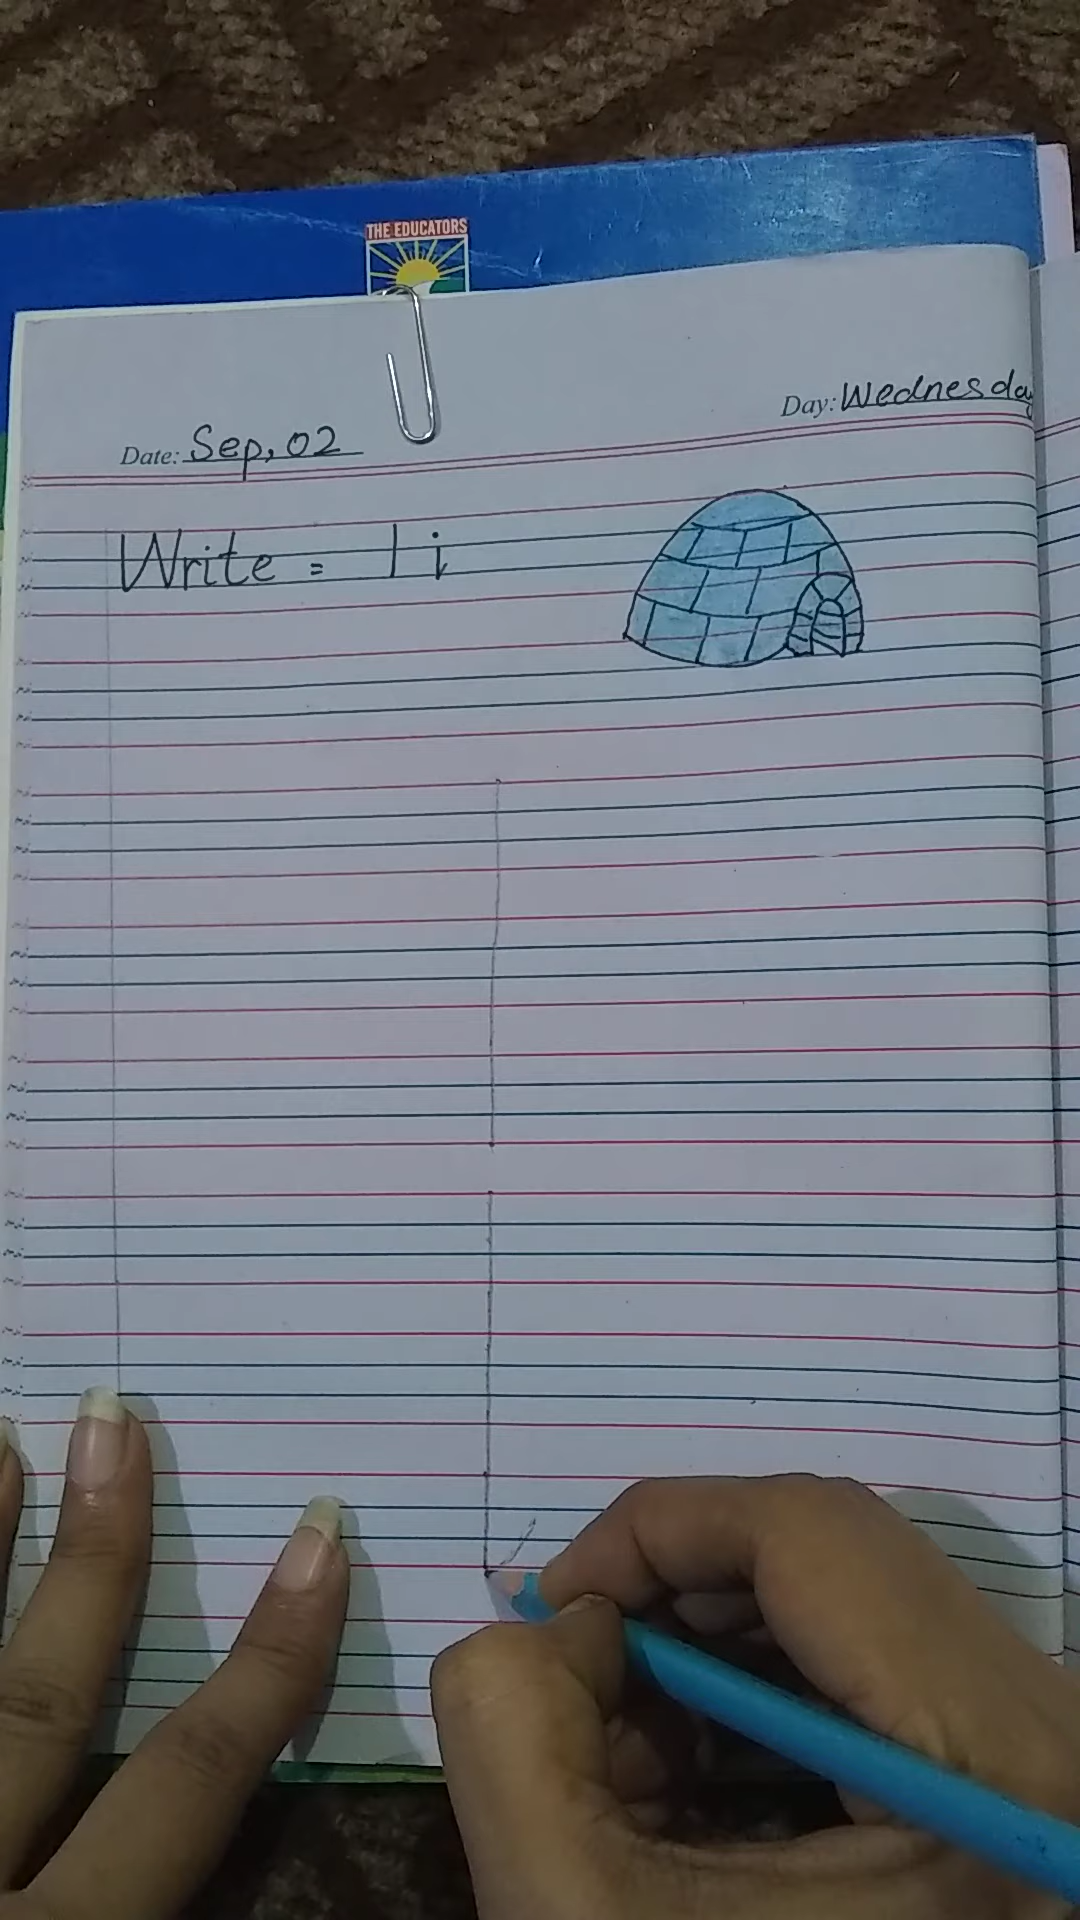 THE EDUCATORS
Day: Wednesday
Date: Sep, 02
Write = I i